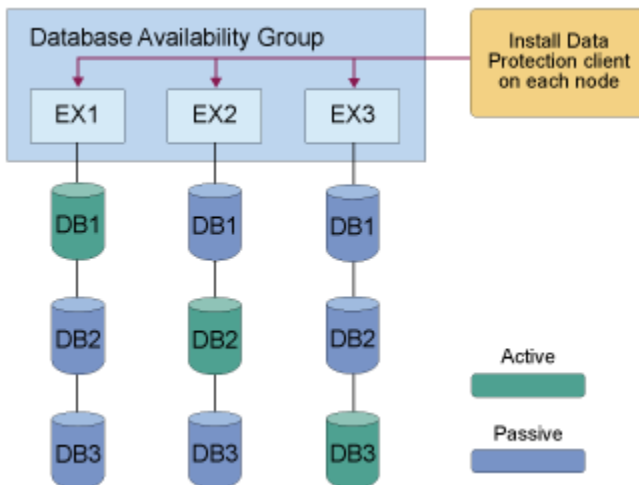 Database Availability Group
Install Data
Protection client
on each node
EX1
EX2
EX3
DB1
DB1
DB1
DB2
DB2
DB2
DB3
DB3
DB3
Active
Passive